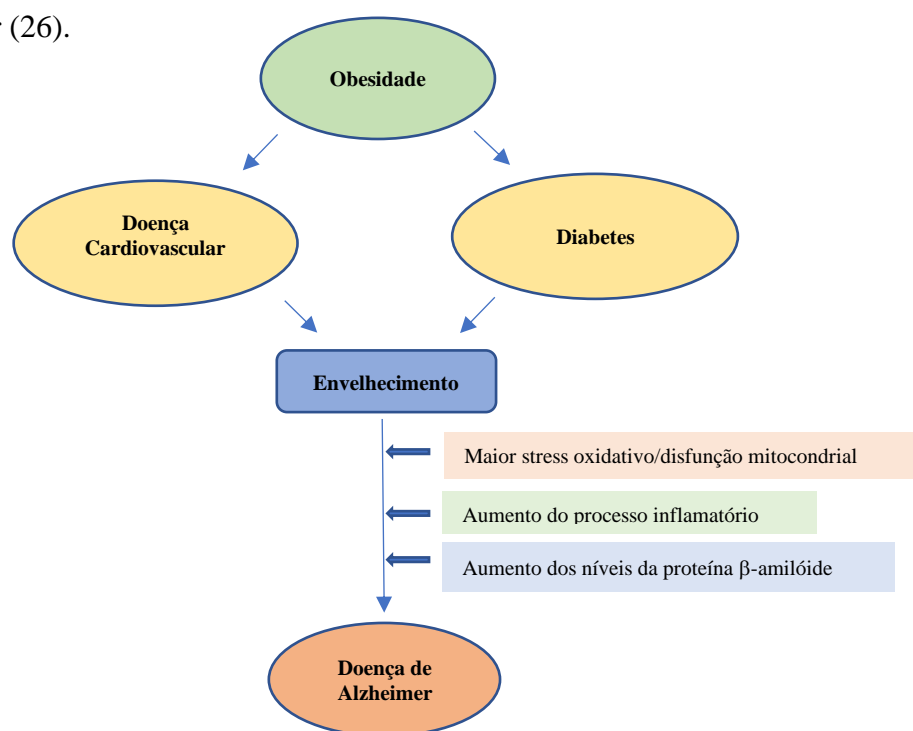 (26).
Obesidade
Doença
Cardiovascular
Diabetes
Envelhecimento
Maior stress oxidativo/disfunção mitocondrial
Aumento do processo inflamatório
Aumento dos níveis da proteína β-amilóide
Doença de
Alzheimer